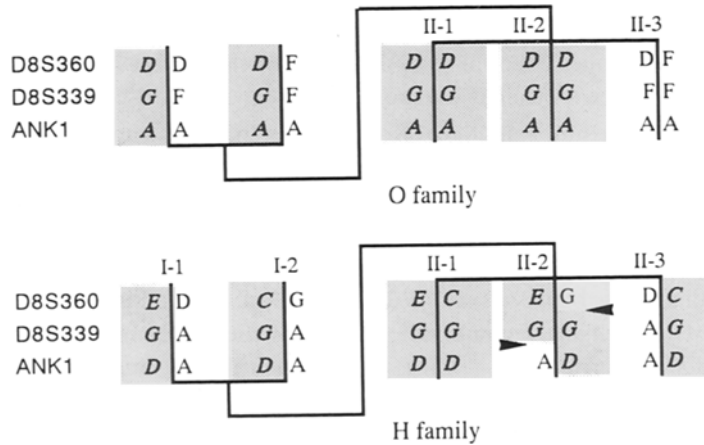 II-1 II-2 II-3
D8S360 D D D F D D D D D F
D8S339 G F G F G G G G F F
ANK1 A A A A A A A A A A
O family
I-1 I-2 II-1 II-2 II-3
D8S360 E D C G E C E G D C
D8S339 G A G A G G G G A G
ANK1 D A D A D D A D A D
H family